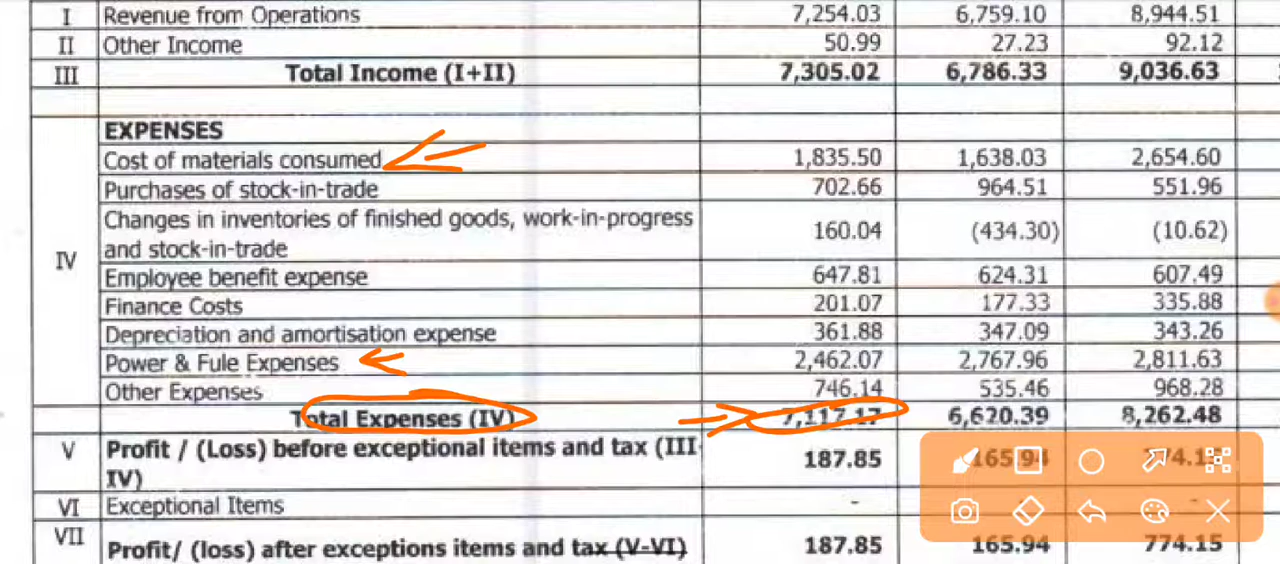 I Revenue from Operations 7,254.03 6,759.10 8,944.51
II Other Income 50.99 27.23 92.12
III Total Income (I+II) 7,305.02 6,786.33 9,036.63
EXPENSES
Cost of materials consumed 1,835.50 1,638.03 2,654.60
Purchases of stock-in-trade 702.66 964.51 551.96
Changes in inventories of finished goods, work-in-progress
and stock-in-trade 160.04 (434.30) (10.62)
IV
Employee benefit expense 647.81 624.31 607.49
Finance Costs 201.07 177.33 335.88
Depreciation and amortisation expense 361.88 347.09 343.26
Power & Fule Expenses 2,462.07 2,767.96 2,811.63
Other Expenses 746.14 535.46 968.28
Total Expenses (IV) 7,117.17 6,620.39 8,262.48
V Profit / (Loss) before exceptional items and tax (III-
IV) 187.85 165.94 774.15
VI Exceptional Items - -
VII Profit/ (loss) after exceptions items and tax (V-VI) 187.85 165.94 774.15